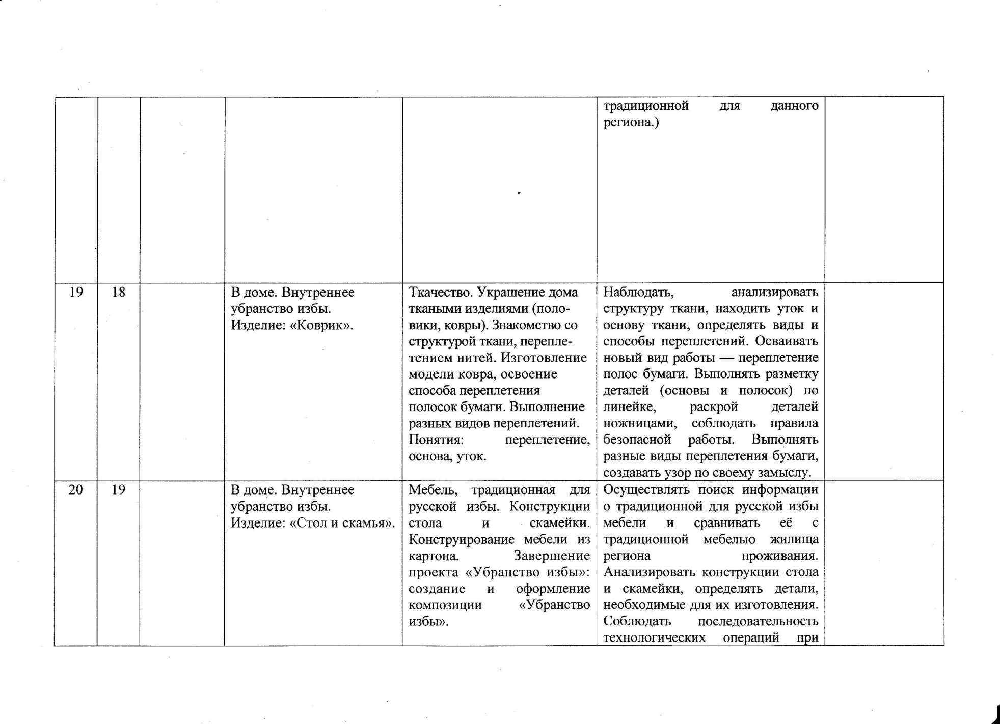 традиционной для данного
региона.)
19
18
В доме. Внутреннее
убранство избы.
Изделие: «Коврик».
Ткачество. Украшение дома
ткаными изделиями (поло-
вики, ковры). Знакомство со
структурой ткани, перепле-
тением нитей. Изготовление
модели ковра, освоение
способа переплетения
полосок бумаги. Выполнение
разных видов переплетений.
Понятия: переплетение,
основа, уток.
Наблюдать, анализировать
структуру ткани, находить уток и
основу ткани, определять виды и
способы переплетений. Осваивать
новый вид работы — переплетение
полос бумаги. Выполнять разметку
деталей (основы и полосок) по
линейке, раскрой деталей
ножницами, соблюдать правила
безопасной работы. Выполнять
разные виды переплетения бумаги,
создавать узор по своему замыслу.
20
19
В доме. Внутреннее
убранство избы.
Изделие: «Стол и скамья».
Мебель, традиционная для
русской избы. Конструкции
стола и скамейки.
Конструирование мебели из
картона. Завершение
проекта «Убранство избы»:
создание и оформление
композиции «Убранство
избы».
Осуществлять поиск информации
о традиционной для русской избы
мебели и сравнивать её с
традиционной мебелью жилища
региона проживания.
Анализировать конструкции стола
и скамейки, определять детали,
необходимые для их изготовления.
Соблюдать последовательность
технологических операций при